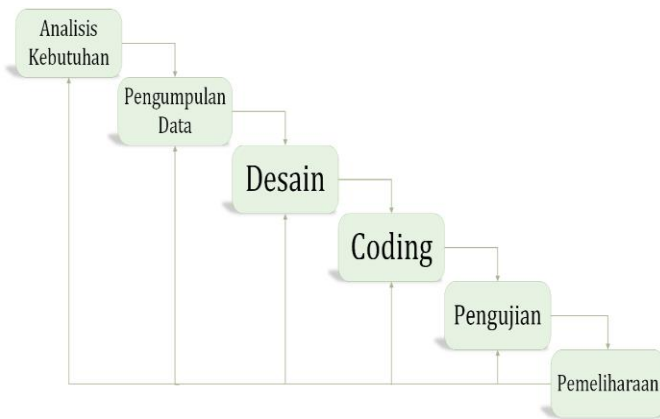 Analisis
Kebutuhan
Pengumpulan
Data
Desain
Coding
Pengujian
Pemeliharaan